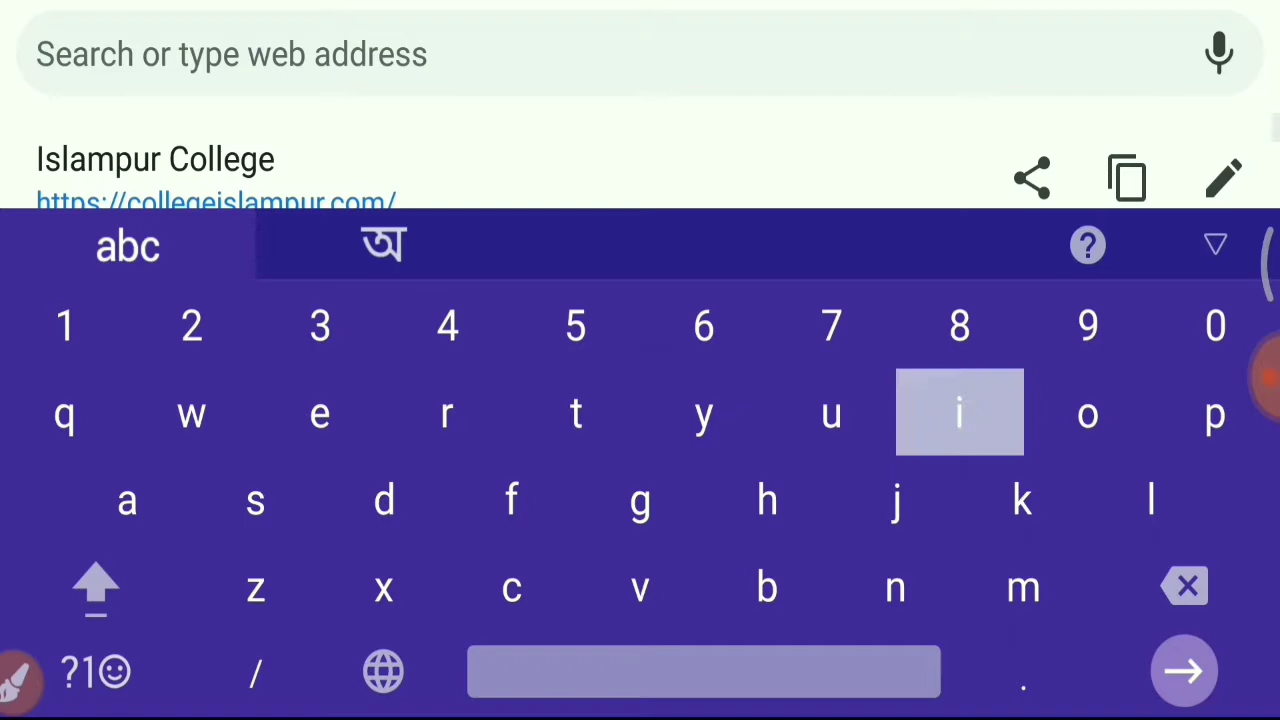 Search or type web address
Islampur College
https://collegeislampur.com/
abc অ ?
1 2 3 4 5 6 7 8 9 0
q w e r t y u i o p
a s d f g h j k l
z x c v b n m
?1☺ / .